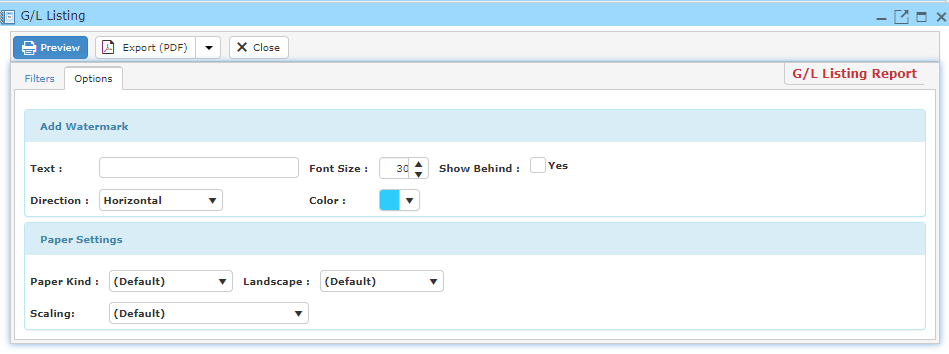 G/L Listing
Preview Export (PDF) Close
Filters Options G/L Listing Report
Add Watermark
Text : Font Size : 30 Show Behind : Yes
Direction : Horizontal Color :
Paper Settings
Paper Kind : (Default) Landscape : (Default)
Scaling: (Default)